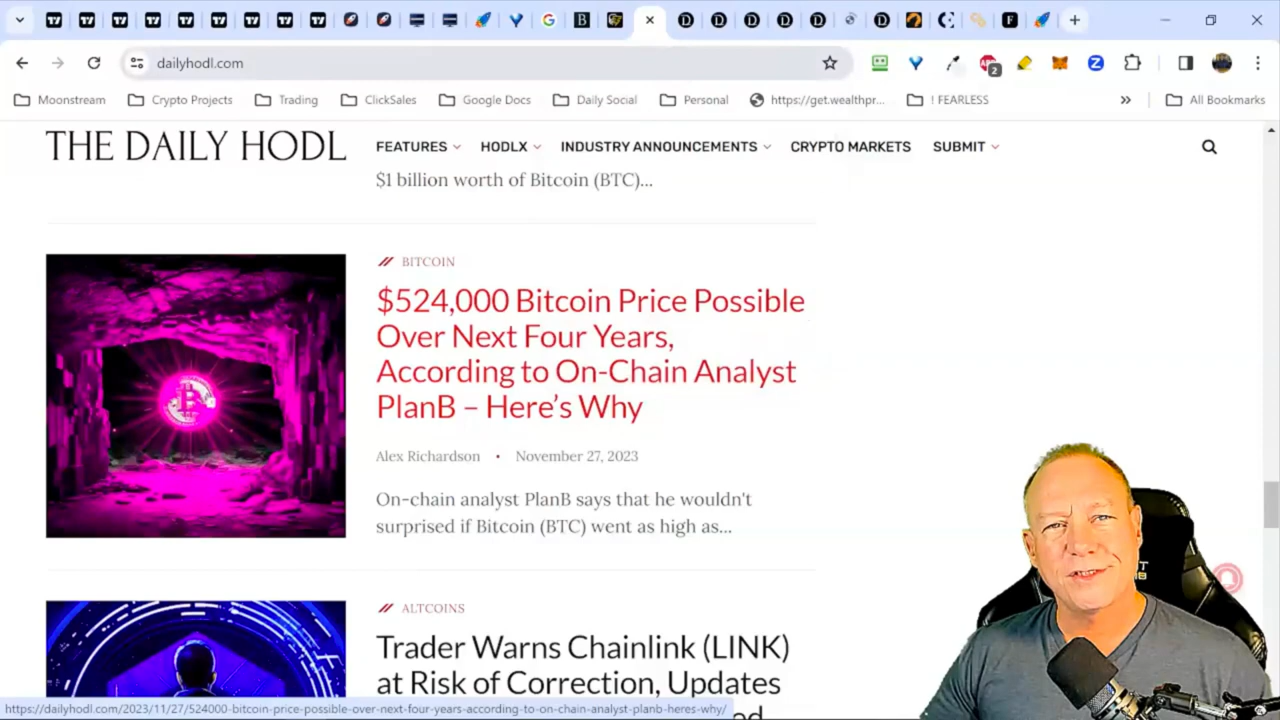 dailyhodl.com
2
Moonstream
Crypto Projects
Trading
ClickSales
Google Docs
Daily Social
Personal
https://get.wealthpr...
! FEARLESS
»
All Bookmarks
THE DAILY HODL
FEATURES
HODLX
INDUSTRY ANNOUNCEMENTS
CRYPTO MARKETS
SUBMIT
$1 billion worth of Bitcoin (BTC)...
// BITCOIN
$524,000 Bitcoin Price Possible
Over Next Four Years,
According to On-Chain Analyst
PlanB – Here's Why
Alex Richardson • November 27, 2023
On-chain analyst PlanB says that he wouldn't
surprised if Bitcoin (BTC) went as high as...
// ALTCOINS
Trader Warns Chainlink (LINK)
at Risk of Correction, Updates
https://dailyhodl.com/2023/11/27/524000-bitcoin-price-possible-over-next-four-years-according-to-on-chain-analyst-planb-heres-why/